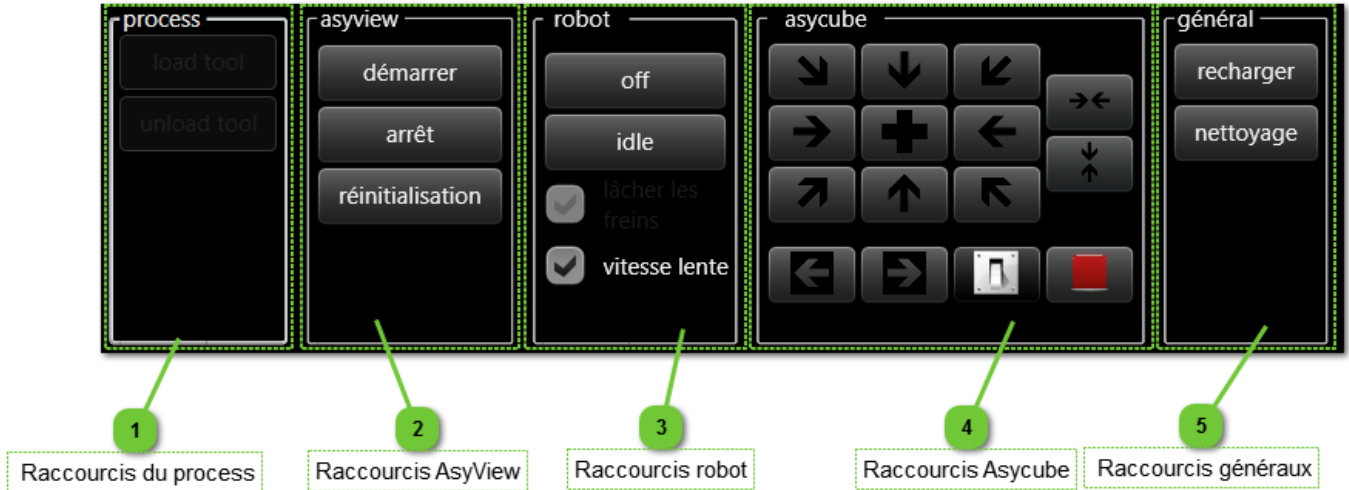 process
load tool
unload tool
asyview
démarrer
arrêt
réinitialisation
robot
off
idle
lâcher les
freins
vitesse lente
asycube
général
recharger
nettoyage
1
Raccourcis du process
2
Raccourcis AsyView
3
Raccourcis robot
4
Raccourcis Asycube
5
Raccourcis généraux